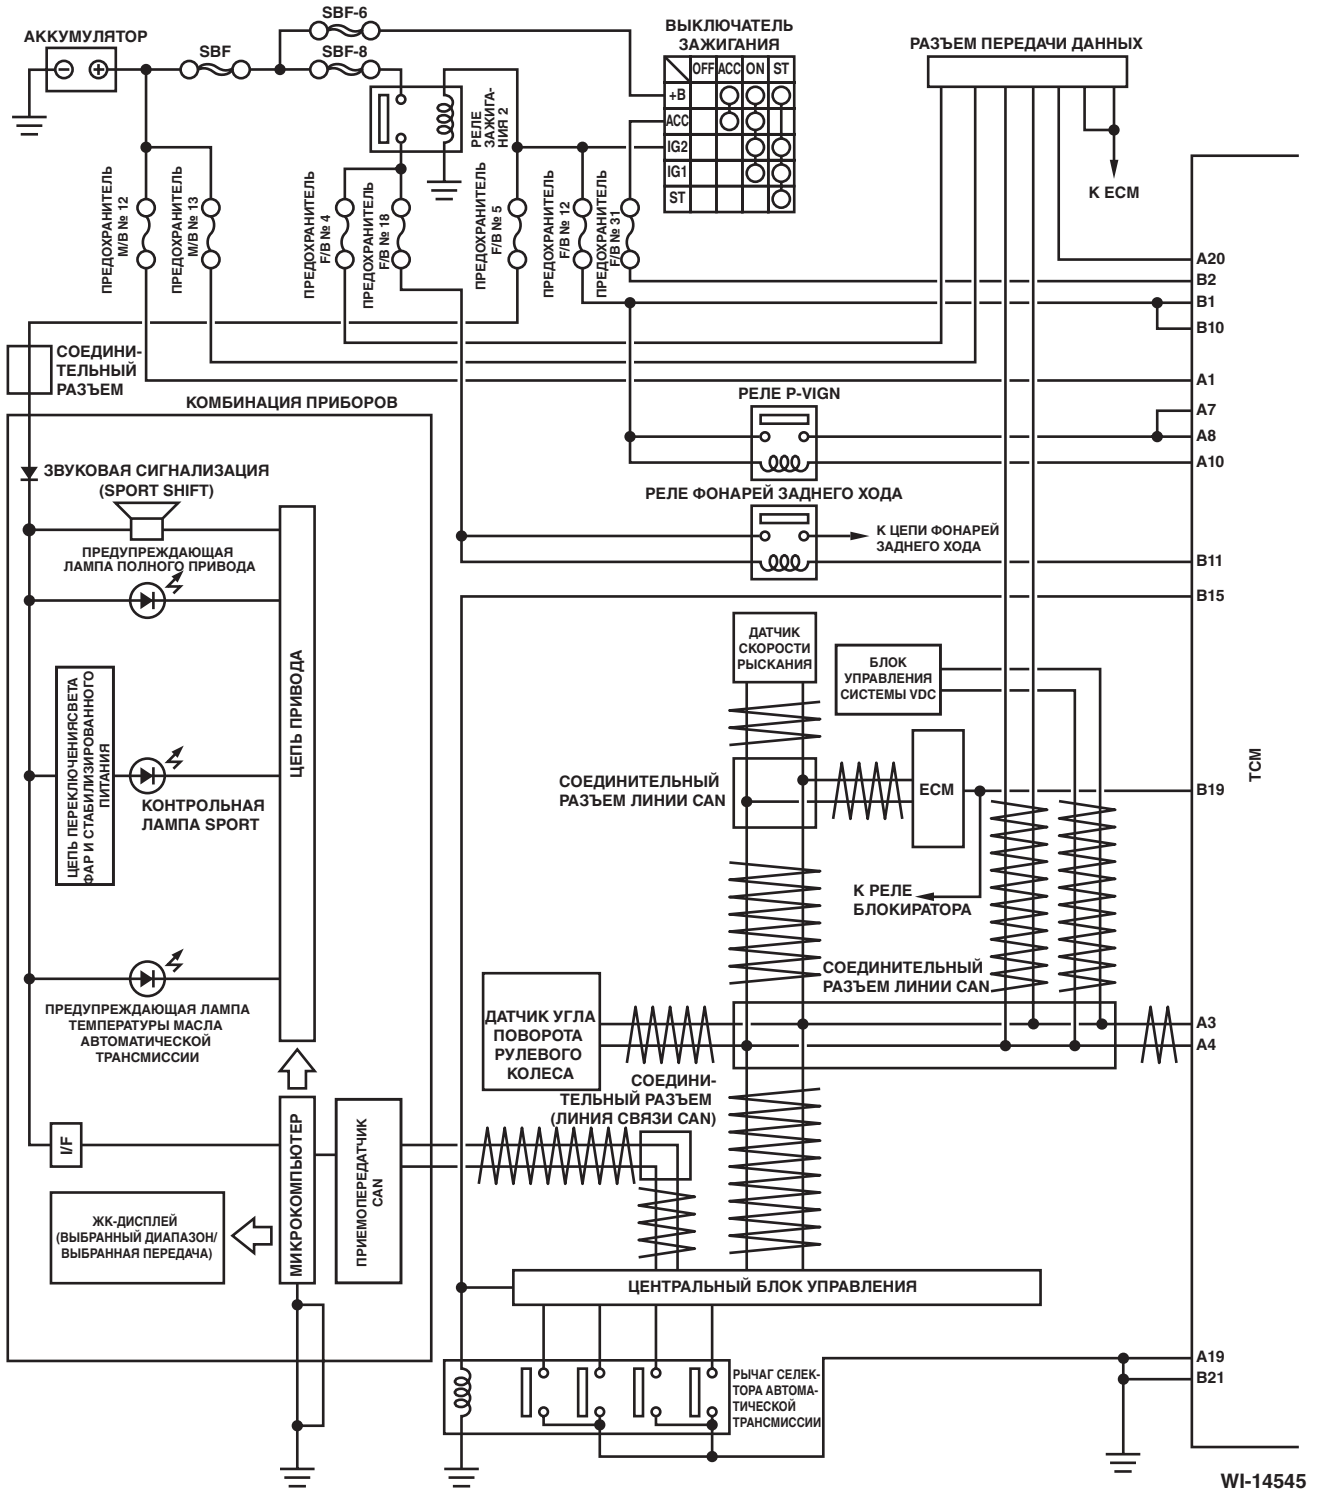 SBF-6
АККУМУЛЯТОР
SBF
SBF-8
ВЫКЛЮЧАТЕЛЬ
ЗАЖИГАНИЯ
OFF ACC ON ST
+B
ACC
IG2
IG1
ST
РАЗЪЕМ ПЕРЕДАЧИ ДАННЫХ
К ECM
РЕЛЕ
ЗАЖИГА-
НИЯ 2
ПРЕДОХРАНИТЕЛЬ
M/B № 12
ПРЕДОХРАНИТЕЛЬ
M/B № 13
ПРЕДОХРАНИТЕЛЬ
F/B № 4
ПРЕДОХРАНИТЕЛЬ
F/B № 18
ПРЕДОХРАНИТЕЛЬ
F/B № 5
ПРЕДОХРАНИТЕЛЬ
F/B № 12
ПРЕДОХРАНИТЕЛЬ
F/B № 31
A20
B2
B1
B10
A1
A7
A8
A10
B11
B15
B19
A3
A4
A19
B21
TCM
СОЕДИНИ-
ТЕЛЬНЫЙ
РАЗЪЕМ
КОМБИНАЦИЯ ПРИБОРОВ
РЕЛЕ P-VIGN
ЗВУКОВАЯ СИГНАЛИЗАЦИЯ
(SPORT SHIFT)
РЕЛЕ ФОНАРЕЙ ЗАДНЕГО ХОДА
К ЦЕПИ ФОНАРЕЙ
ЗАДНЕГО ХОДА
ПРЕДУПРЕЖДАЮЩАЯ
ЛАМПА ПОЛНОГО ПРИВОДА
ЦЕПЬ ПРИВОДА
ЦЕПЬ ПЕРЕКЛЮЧЕНИЯСВЕТА
ФАР И СТАБИЛИЗИРОВАННОГО
ПИТАНИЯ
КОНТРОЛЬНАЯ
ЛАМПА SPORT
ДАТЧИК
СКОРОСТИ
РЫСКАНИЯ
БЛОК
УПРАВЛЕНИЯ
СИСТЕМЫ VDC
СОЕДИНИТЕЛЬНЫЙ
РАЗЪЕМ ЛИНИИ CAN
ECM
К РЕЛЕ
БЛОКИРАТОРА
СОЕДИНИТЕЛЬНЫЙ
РАЗЪЕМ ЛИНИИ CAN
ПРЕДУПРЕЖДАЮЩАЯ ЛАМПА
ТЕМПЕРАТУРЫ МАСЛА
АВТОМАТИЧЕСКОЙ
ТРАНСМИССИИ
ДАТЧИК УГЛА
ПОВОРОТА
РУЛЕВОГО
КОЛЕСА
СОЕДИНИ-
ТЕЛЬНЫЙ РАЗЪЕМ
(ЛИНИЯ СВЯЗИ CAN)
I/F
МИКРОКОМПЬЮТЕР
ПРИЕМОПЕРЕДАТЧИК
CAN
ЖК-ДИСПЛЕЙ
(ВЫБРАННЫЙ ДИАПАЗОН/
ВЫБРАННАЯ ПЕРЕДАЧА)
ЦЕНТРАЛЬНЫЙ БЛОК УПРАВЛЕНИЯ
РЫЧАГ СЕЛЕК-
ТОРА АВТОМА-
ТИЧЕСКОЙ
ТРАНСМИССИИ
WI-14545